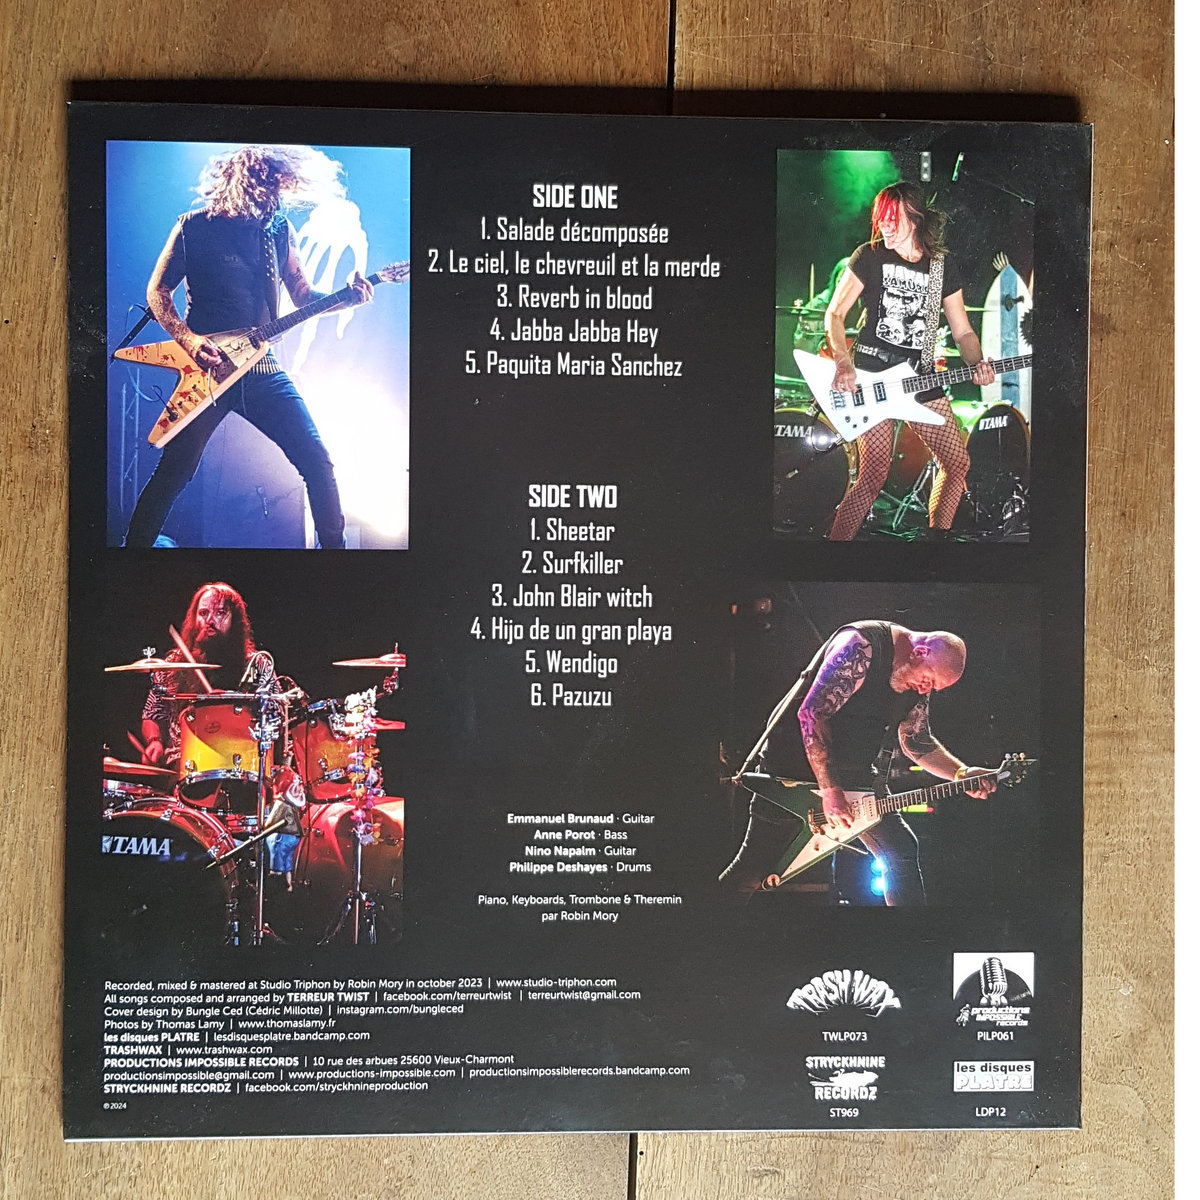 SIDE ONE
1. Salade décomposée
2. Le ciel, le chevreuil et la merde
3. Reverb in blood
4. Jabba Jabba Hey
5. Paquita Maria Sanchez
SIDE TWO
1. Sheetar
2. Surfkiller
3. John Blair witch
4. Hijo de un gran playa
5. Wendigo
6. Pazuzu
TAMA
TAMA
TAMA
Emmanuel Brunaud · Guitar
Anne Porot · Bass
Nino Napalm · Guitar
Philippe Deshayes · Drums
Piano, Keyboards, Trombone & Theremin
par Robin Mory
Recorded, mixed & mastered at Studio Triphon by Robin Mory in october 2023 | www.studio-triphon.com
All songs composed and arranged by TERREUR TWIST | facebook.com/terreurtwist | terreurtwist@gmail.com
Cover design by Bungle Ced (Cédric Millotte) | instagram.com/bungleced
Photos by Thomas Lamy | www.thomaslamy.fr
les disques PLATRE | lesdisquesplatre.bandcamp.com
TRASHWAX | www.trashwax.com
PRODUCTIONS IMPOSSIBLE RECORDS | 10 rue des arbues 25600 Vieux-Charmont
productionsimpossible@gmail.com | www.productions-impossible.com | productionsimpossiblerecords.bandcamp.com
STRYCKHNINE RECORDZ | facebook.com/stryckhnineproduction
℗ 2024
TRASH WAX
TWLP073
productions
IMPOSSIBLE
records
PILP061
STRYCKHNINE
RECORDZ
ST969
les disques
PLATRE
LDP12